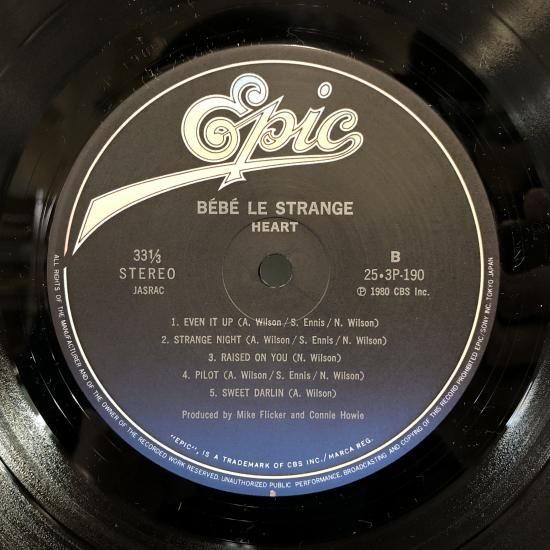 Epic
BÉBÉ LE STRANGE
HEART
33⅓
STEREO
JASRAC
B
25•3P-190
Ⓟ 1980 CBS Inc.
1. EVEN IT UP (A. Wilson/S. Ennis/N. Wilson)
2. STRANGE NIGHT (A. Wilson/S. Ennis/N. Wilson)
3. RAISED ON YOU (N. Wilson)
4. PILOT (A. Wilson/S. Ennis/N. Wilson)
5. SWEET DARLIN (A. Wilson)
Produced by Mike Flicker and Connie Howie
"EPIC", IS A TRADEMARK OF CBS INC./MARCA REG.
ALL RIGHTS OF THE MANUFACTURER AND OF THE OWNER OF THE RECORDED WORK RESERVED. UNAUTHORIZED PUBLIC PERFORMANCE, BROADCASTING AND COPYING OF THIS RECORD PROHIBITED EPIC/SONY INC. TOKYO JAPAN